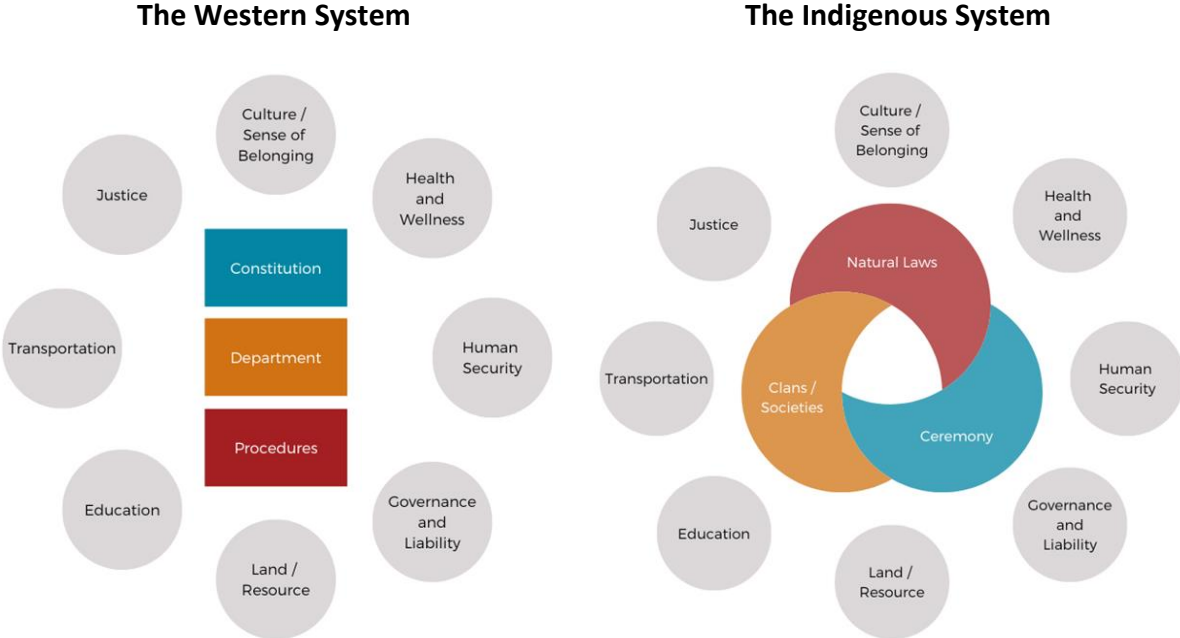 The Western System
Culture /
Sense of
Belonging
Justice
Health
and
Wellness
Constitution
Transportation
Department
Human
Security
Procedures
Education
Governance
and
Liability
Land /
Resource
The Indigenous System
Culture /
Sense of
Belonging
Justice
Health
and
Wellness
Natural Laws
Transportation
Clans /
Societies
Human
Security
Ceremony
Education
Governance
and
Liability
Land /
Resource